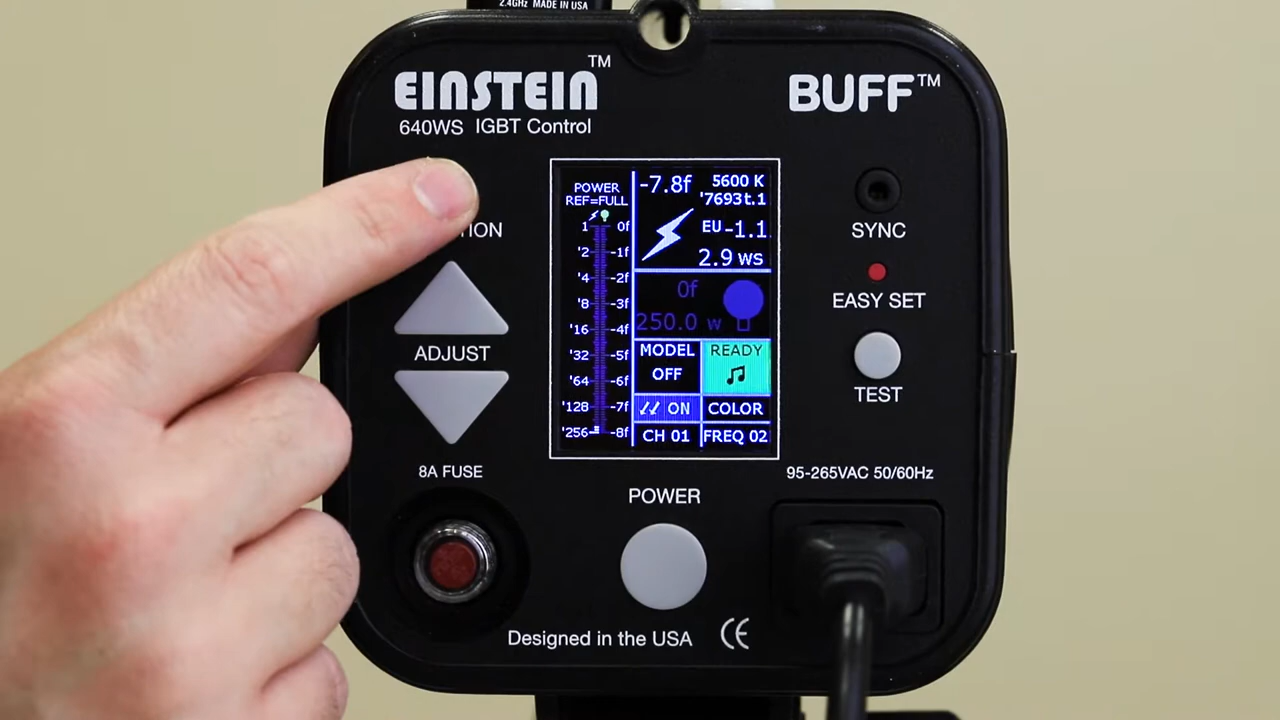 2.4GHz MADE IN USA
EINSTEIN™
640WS IGBT Control
BUFF™
POWER
REF=FULL
1 0f
'2 -1f
'4 -2f
'8 -3f
'16 -4f
'32 -5f
'64 -6f
'128 -7f
'256 -8f
-7.8f 5600 K
'7693t.1
EU -1.1
2.9 WS
0f
250.0 w
MODEL
OFF
READY
ON
COLOR
CH 01
FREQ 02
ADJUST
8A FUSE
SYNC
EASY SET
TEST
95-265VAC 50/60Hz
POWER
Designed in the USA CE